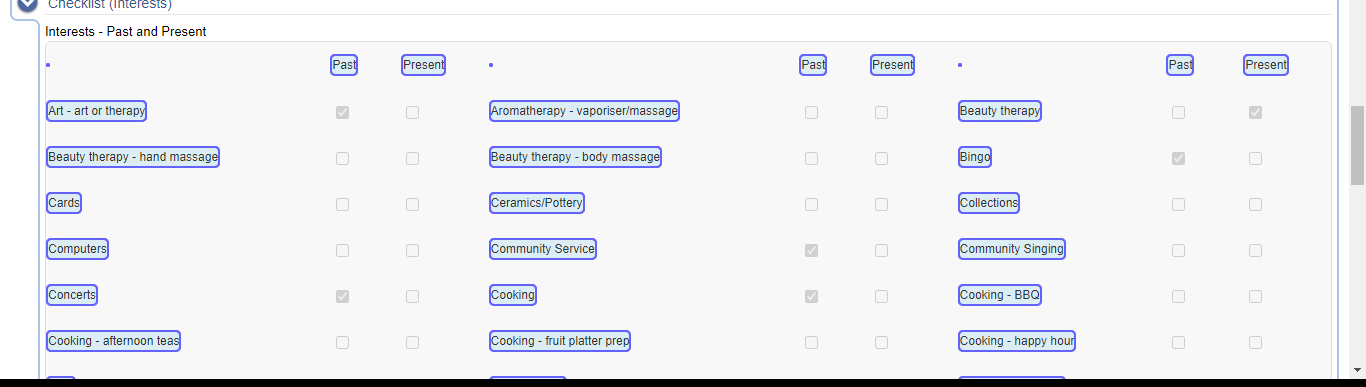 Checklist (Interests)
Interests - Past and Present
Past Present Past Present Past Present
Art - art or therapy Aromatherapy - vaporiser/massage Beauty therapy
Beauty therapy - hand massage Beauty therapy - body massage Bingo
Cards Ceramics/Pottery Collections
Computers Community Service Community Singing
Concerts Cooking Cooking - BBQ
Cooking - afternoon teas Cooking - fruit platter prep Cooking - happy hour